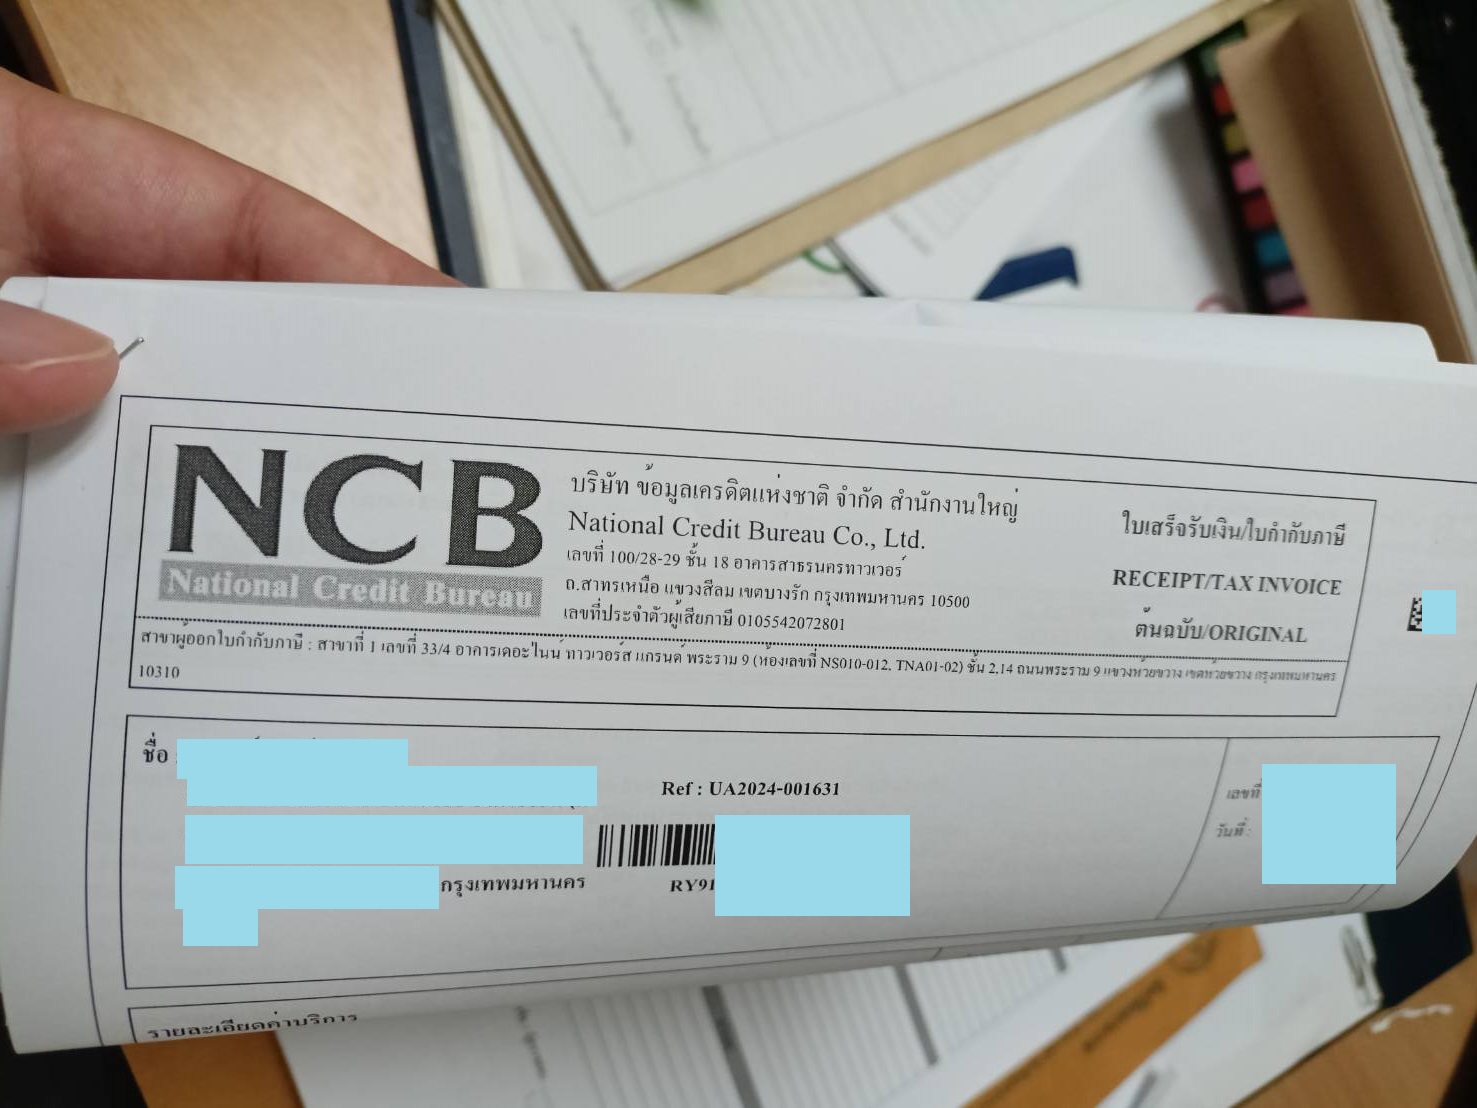 NCB
National Credit Bureau
บริษัท ข้อมูลเครดิตแห่งชาติ จำกัด สำนักงานใหญ่
National Credit Bureau Co., Ltd.
เลขที่ 100/28-29 ชั้น 18 อาคารสาธรนครทาวเวอร์
ถ.สาทรเหนือ แขวงสีลม เขตบางรัก กรุงเทพมหานคร 10500
เลขที่ประจำตัวผู้เสียภาษี 0105542072801
ใบเสร็จรับเงิน/ใบกำกับภาษี
RECEIPT/TAX INVOICE
ต้นฉบับ/ORIGINAL
สาขาผู้ออกใบกำกับภาษี : สาขาที่ 1 เลขที่ 33/4 อาคารเดอะไนน์ ทาวเวอร์ส แกรนด์ พระราม 9 (ห้องเลขที่ NS010-012, TNA01-02) ชั้น 2,14 ถนนพระราม 9 แขวงห้วยขวาง เขตห้วยขวาง กรุงเทพมหานคร
10310
ชื่อ :
Ref : UA2024-001631
กรุงเทพมหานคร
RY91
เลขที่
วันที่ :
รายละเอียดค่าบริการ